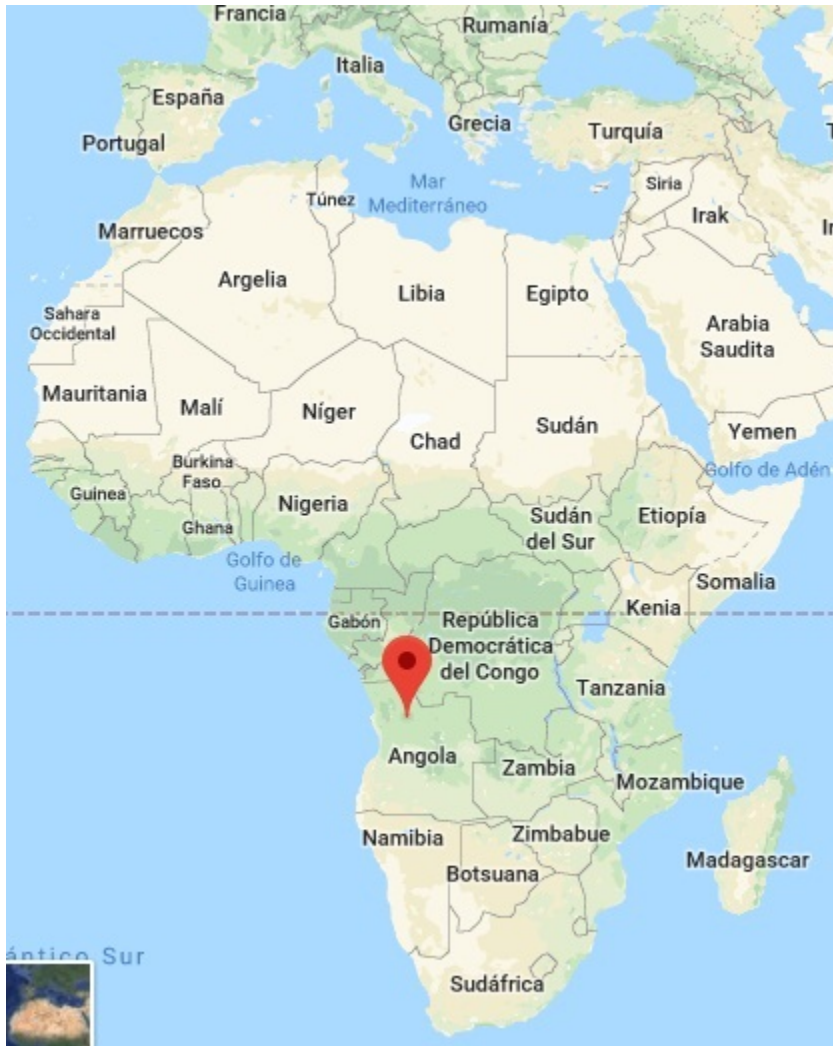 Francia
Rumanía
Italia
España
Grecia
Turquía
Portugal
Siria
Mar
Mediterráneo
Túnez
Irak
Marruecos
Argelia
Libia
Egipto
Sahara
Occidental
Arabia
Saudita
Mauritania
Malí
Níger
Chad
Sudán
Yemen
Burkina
Faso
Golfo de Adén
Guinea
Nigeria
Sudán
del Sur
Etiopía
Ghana
Golfo de
Guinea
Somalia
Gabón
República
Democrática
del Congo
Kenia
Tanzania
Angola
Zambia
Mozambique
Namibia
Zimbabue
Botsuana
Madagascar
ántico Sur
Sudáfrica